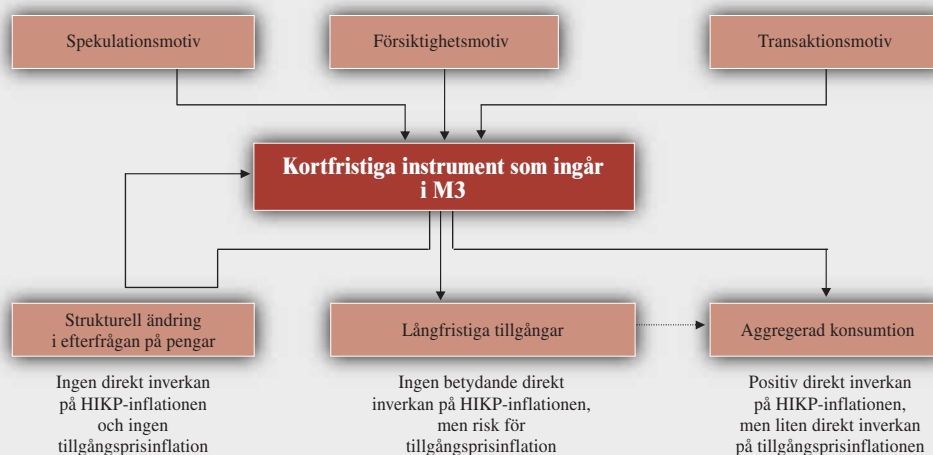 Spekulationsmotiv
Försiktighetsmotiv
Transaktionsmotiv
Kortfristiga instrument som ingår
i M3
Strukturell ändring
i efterfrågan på pengar
Långfristiga tillgångar
Aggregerad konsumtion
Ingen direkt inverkan
på HIKP-inflationen
och ingen
tillgångsprisinflation
Ingen betydande direkt
inverkan på HIKP-inflationen,
men risk för
tillgångsprisinflation
Positiv direkt inverkan
på HIKP-inflationen,
men liten direkt inverkan
på tillgångsprisinflationen